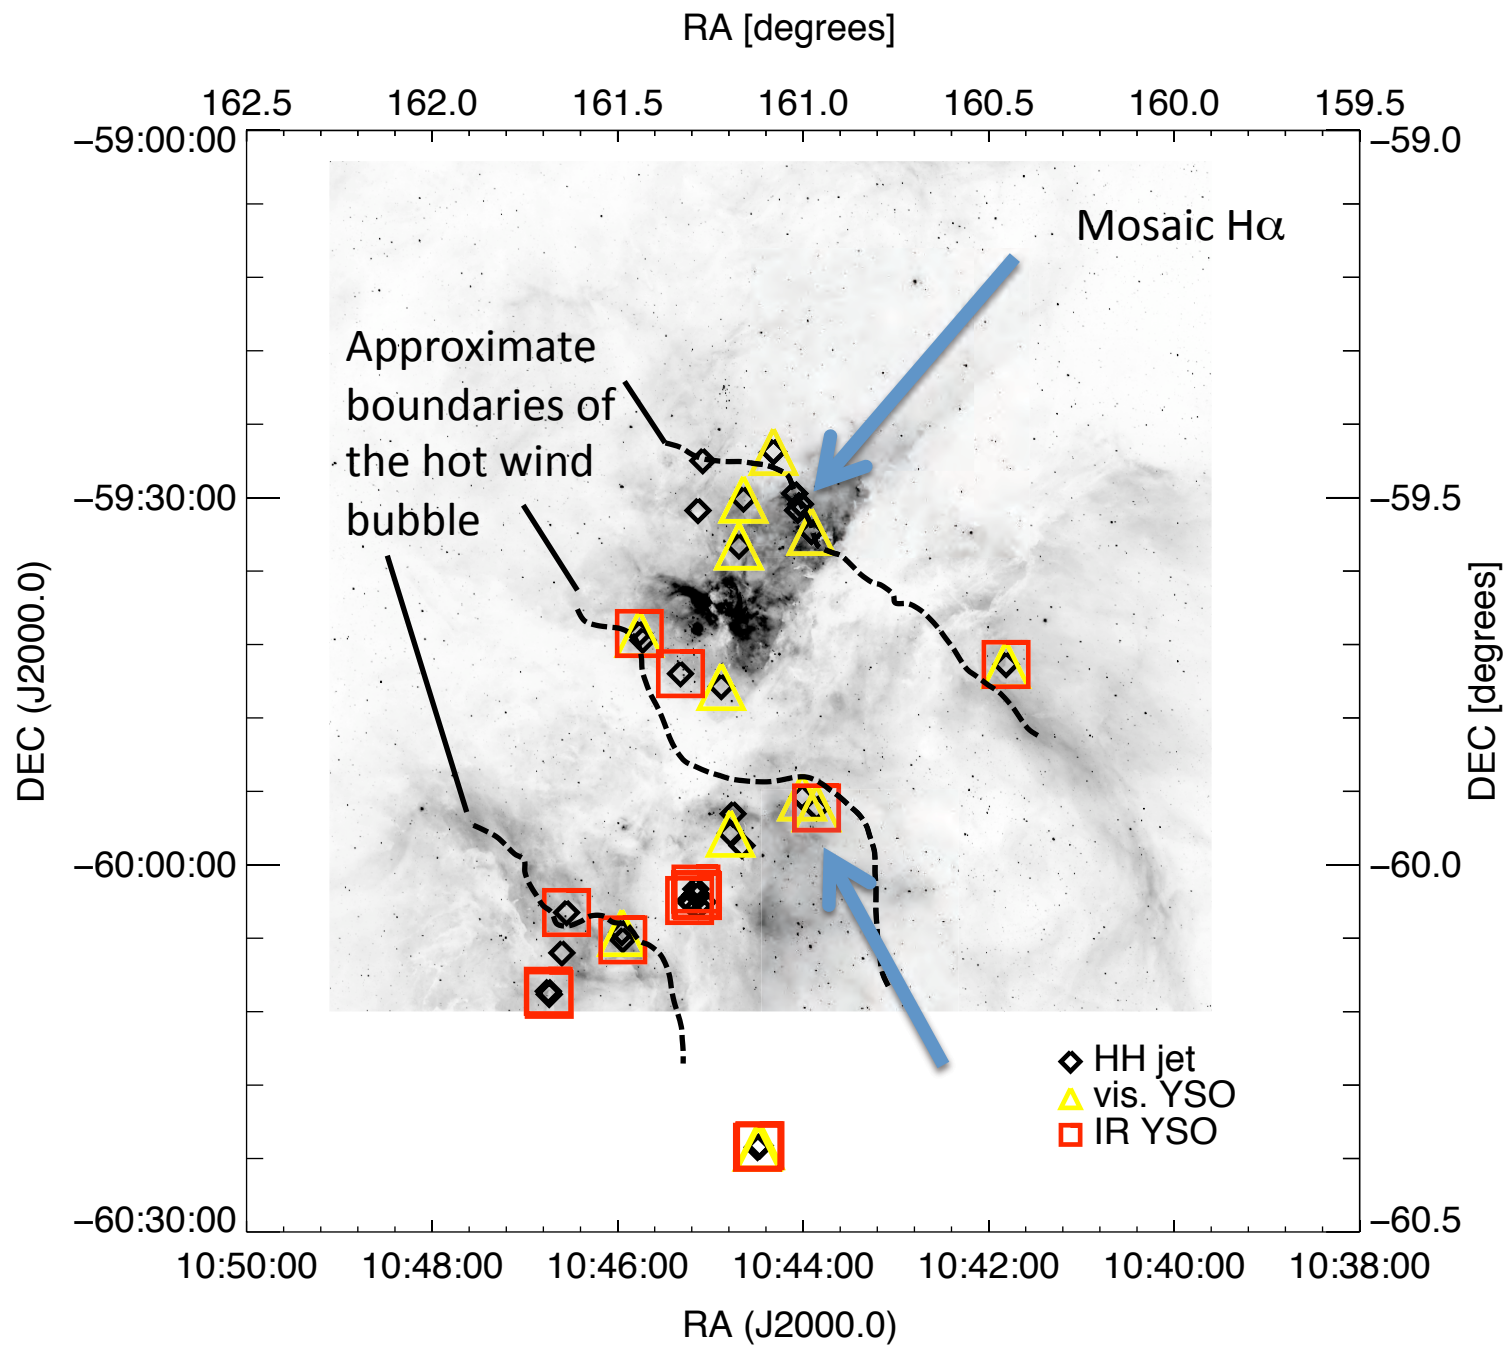 RA [degrees]
162.5 162.0 161.5 161.0 160.5 160.0 159.5
−59:00:00
−59.0
Mosaic Hα
Approximate
boundaries of
the hot wind
bubble
−59:30:00
−59.5
DEC (J2000.0)
DEC [degrees]
−60:00:00
−60.0
HH jet
vis. YSO
IR YSO
−60:30:00
−60.5
10:50:00 10:48:00 10:46:00 10:44:00 10:42:00 10:40:00 10:38:00
RA (J2000.0)